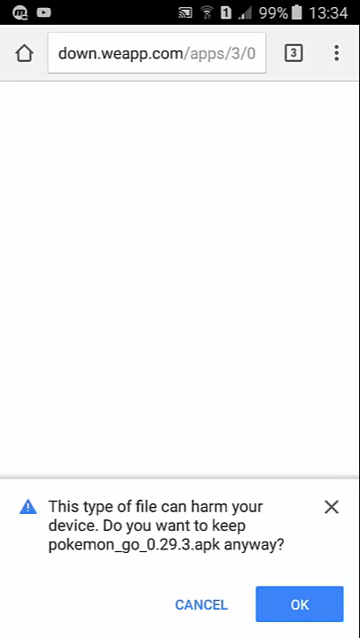 1 99% 13:34
down.weapp.com/apps/3/0 3
This type of file can harm your
device. Do you want to keep
pokemon_go_0.29.3.apk anyway?
CANCEL OK